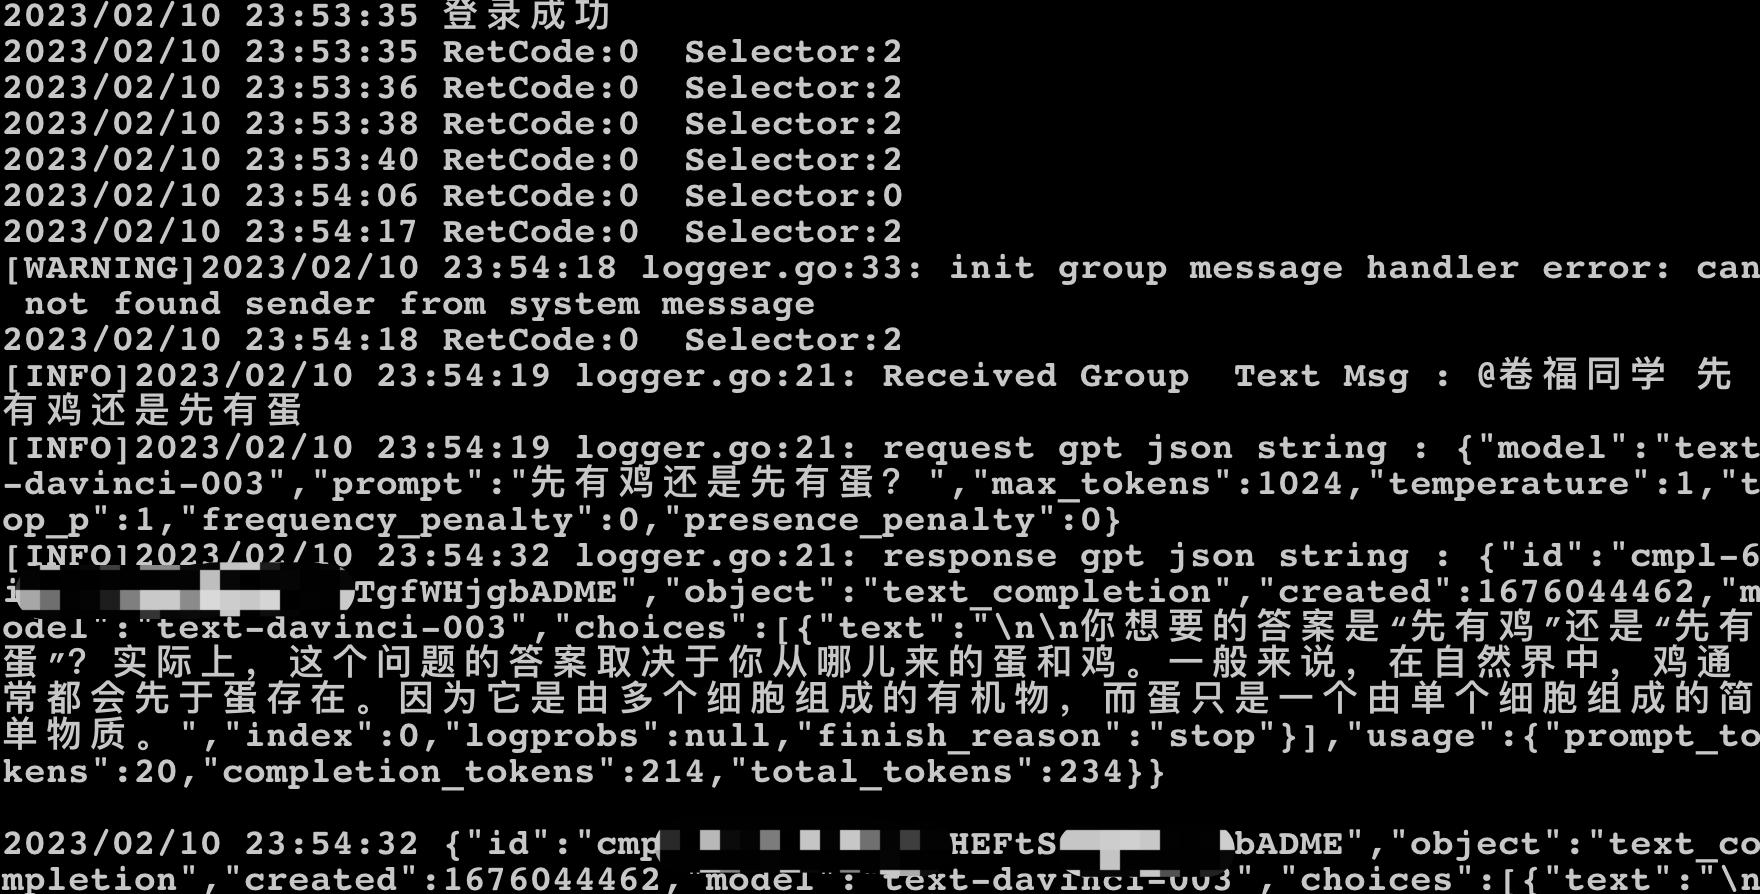 2023/02/10 23:53:35 登录成功
2023/02/10 23:53:35 RetCode:0  Selector:2
2023/02/10 23:53:36 RetCode:0  Selector:2
2023/02/10 23:53:38 RetCode:0  Selector:2
2023/02/10 23:53:40 RetCode:0  Selector:2
2023/02/10 23:54:06 RetCode:0  Selector:0
2023/02/10 23:54:17 RetCode:0  Selector:2
[WARNING]2023/02/10 23:54:18 logger.go:33: init group message handler error: can
 not found sender from system message
2023/02/10 23:54:18 RetCode:0  Selector:2
[INFO]2023/02/10 23:54:19 logger.go:21: Received Group  Text Msg : @卷福同学 先
有鸡还是先有蛋
[INFO]2023/02/10 23:54:19 logger.go:21: request gpt json string : {"model":"text
-davinci-003","prompt":"先有鸡还是先有蛋？ ","max_tokens":1024,"temperature":1,"t
op_p":1,"frequency_penalty":0,"presence_penalty":0}
[INFO]2023/02/10 23:54:32 logger.go:21: response gpt json string : {"id":"cmpl-6
i TgfWHjgbADME","object":"text_completion","created":1676044462,"m
odel":"text-davinci-003","choices":[{"text":"\n\n你想要的答案是“先有鸡”还是“先有
蛋”？实际上，这个问题的答案取决于你从哪儿来的蛋和鸡。一般来说，在自然界中，鸡通
常都会先于蛋存在。因为它是由多个细胞组成的有机物，而蛋只是一个由单个细胞组成的简
单物质。","index":0,"logprobs":null,"finish_reason":"stop"}],"usage":{"prompt_to
kens":20,"completion_tokens":214,"total_tokens":234}}
2023/02/10 23:54:32 {"id":"cmp HEFtS bADME","object":"text_co
mpletion","created":1676044462,"model":"text-davinci-003","choices":[{"text":"\n